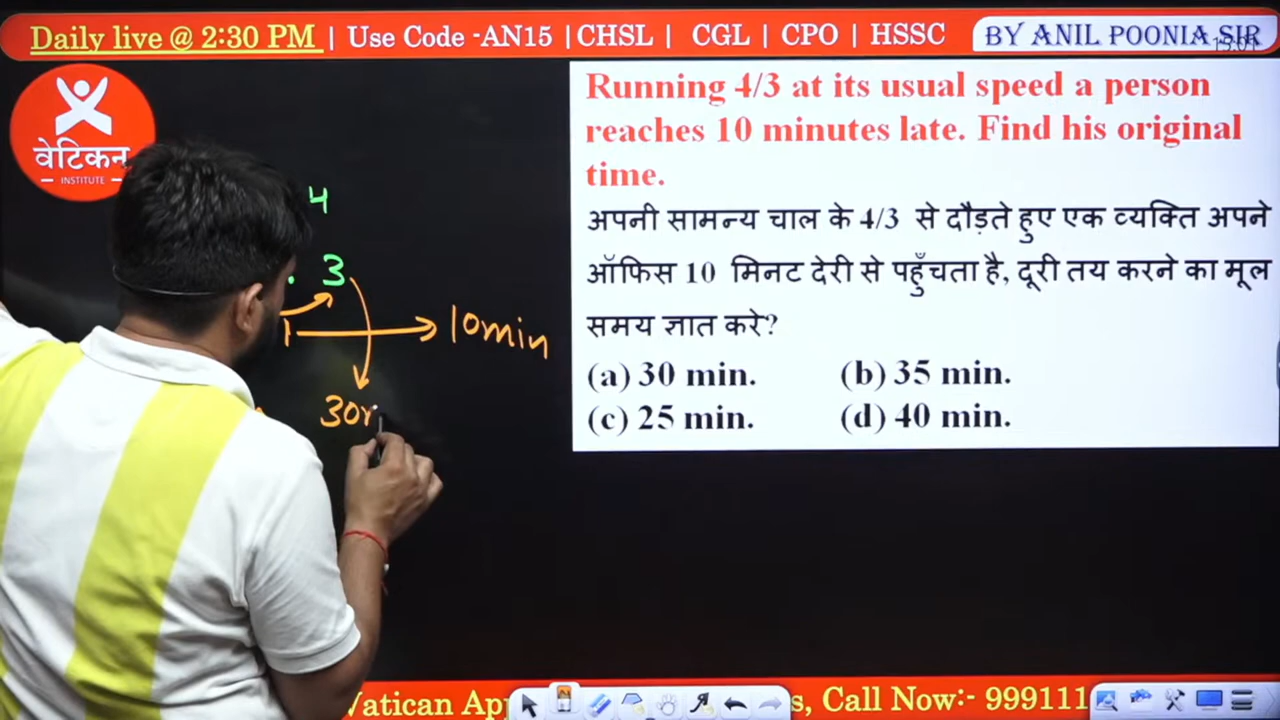 Daily live @ 2:30 PM | Use Code -AN15 |CHSL | CGL | CPO | HSSC
BY ANIL POONIA SIR
वेटिकन
INSTITUTE
4
3
1 10min
30
Running 4/3 at its usual speed a person
reaches 10 minutes late. Find his original
time.
अपनी सामन्य चाल के 4/3 से दौड़ते हुए एक व्यक्ति अपने
ऑफिस 10 मिनट देरी से पहुँचता है, दूरी तय करने का मूल
समय ज्ञात करे?
(a) 30 min. (b) 35 min.
(c) 25 min. (d) 40 min.
Vatican App
s, Call Now:- 999111